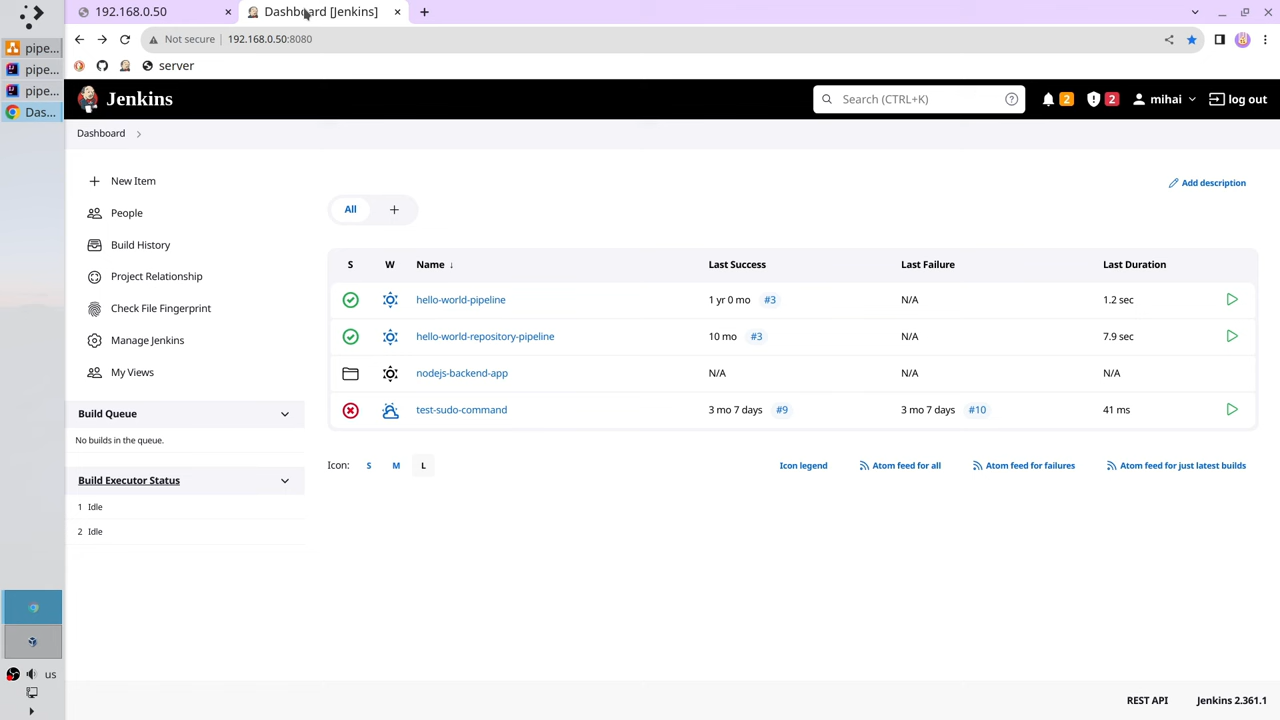 192.168.0.50
Dashboard [Jenkins]
pipe...
pipe...
pipe...
Das...
Not secure
192.168.0.50:8080
server
Jenkins
Search (CTRL+K)
2
2
mihai
log out
Dashboard
New Item
People
Build History
Project Relationship
Check File Fingerprint
Manage Jenkins
My Views
Build Queue
No builds in the queue.
Build Executor Status
1 Idle
2 Idle
Add description
All
S W Name ↓ Last Success Last Failure Last Duration
hello-world-pipeline 1 yr 0 mo #3 N/A 1.2 sec
hello-world-repository-pipeline 10 mo #3 N/A 7.9 sec
nodejs-backend-app N/A N/A N/A
test-sudo-command 3 mo 7 days #9 3 mo 7 days #10 41 ms
Icon: S M L
Icon legend
Atom feed for all
Atom feed for failures
Atom feed for just latest builds
us
REST API
Jenkins 2.361.1